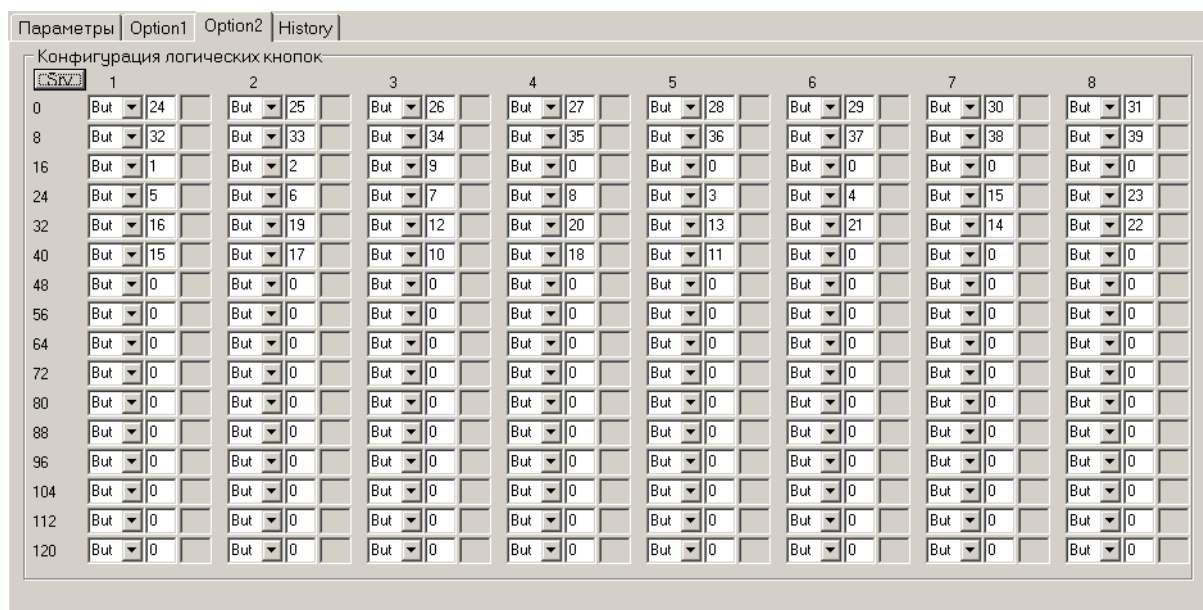 Параметры Option1 Option2 History
Конфигурация логических кнопок
Srv 1 2 3 4 5 6 7 8
0 But 24 But 25 But 26 But 27 But 28 But 29 But 30 But 31
8 But 32 But 33 But 34 But 35 But 36 But 37 But 38 But 39
16 But 1 But 2 But 9 But 0 But 0 But 0 But 0 But 0
24 But 5 But 6 But 7 But 8 But 3 But 4 But 15 But 23
32 But 16 But 19 But 12 But 20 But 13 But 21 But 14 But 22
40 But 15 But 17 But 10 But 18 But 11 But 0 But 0 But 0
48 But 0 But 0 But 0 But 0 But 0 But 0 But 0 But 0
56 But 0 But 0 But 0 But 0 But 0 But 0 But 0 But 0
64 But 0 But 0 But 0 But 0 But 0 But 0 But 0 But 0
72 But 0 But 0 But 0 But 0 But 0 But 0 But 0 But 0
80 But 0 But 0 But 0 But 0 But 0 But 0 But 0 But 0
88 But 0 But 0 But 0 But 0 But 0 But 0 But 0 But 0
96 But 0 But 0 But 0 But 0 But 0 But 0 But 0 But 0
104 But 0 But 0 But 0 But 0 But 0 But 0 But 0 But 0
112 But 0 But 0 But 0 But 0 But 0 But 0 But 0 But 0
120 But 0 But 0 But 0 But 0 But 0 But 0 But 0 But 0